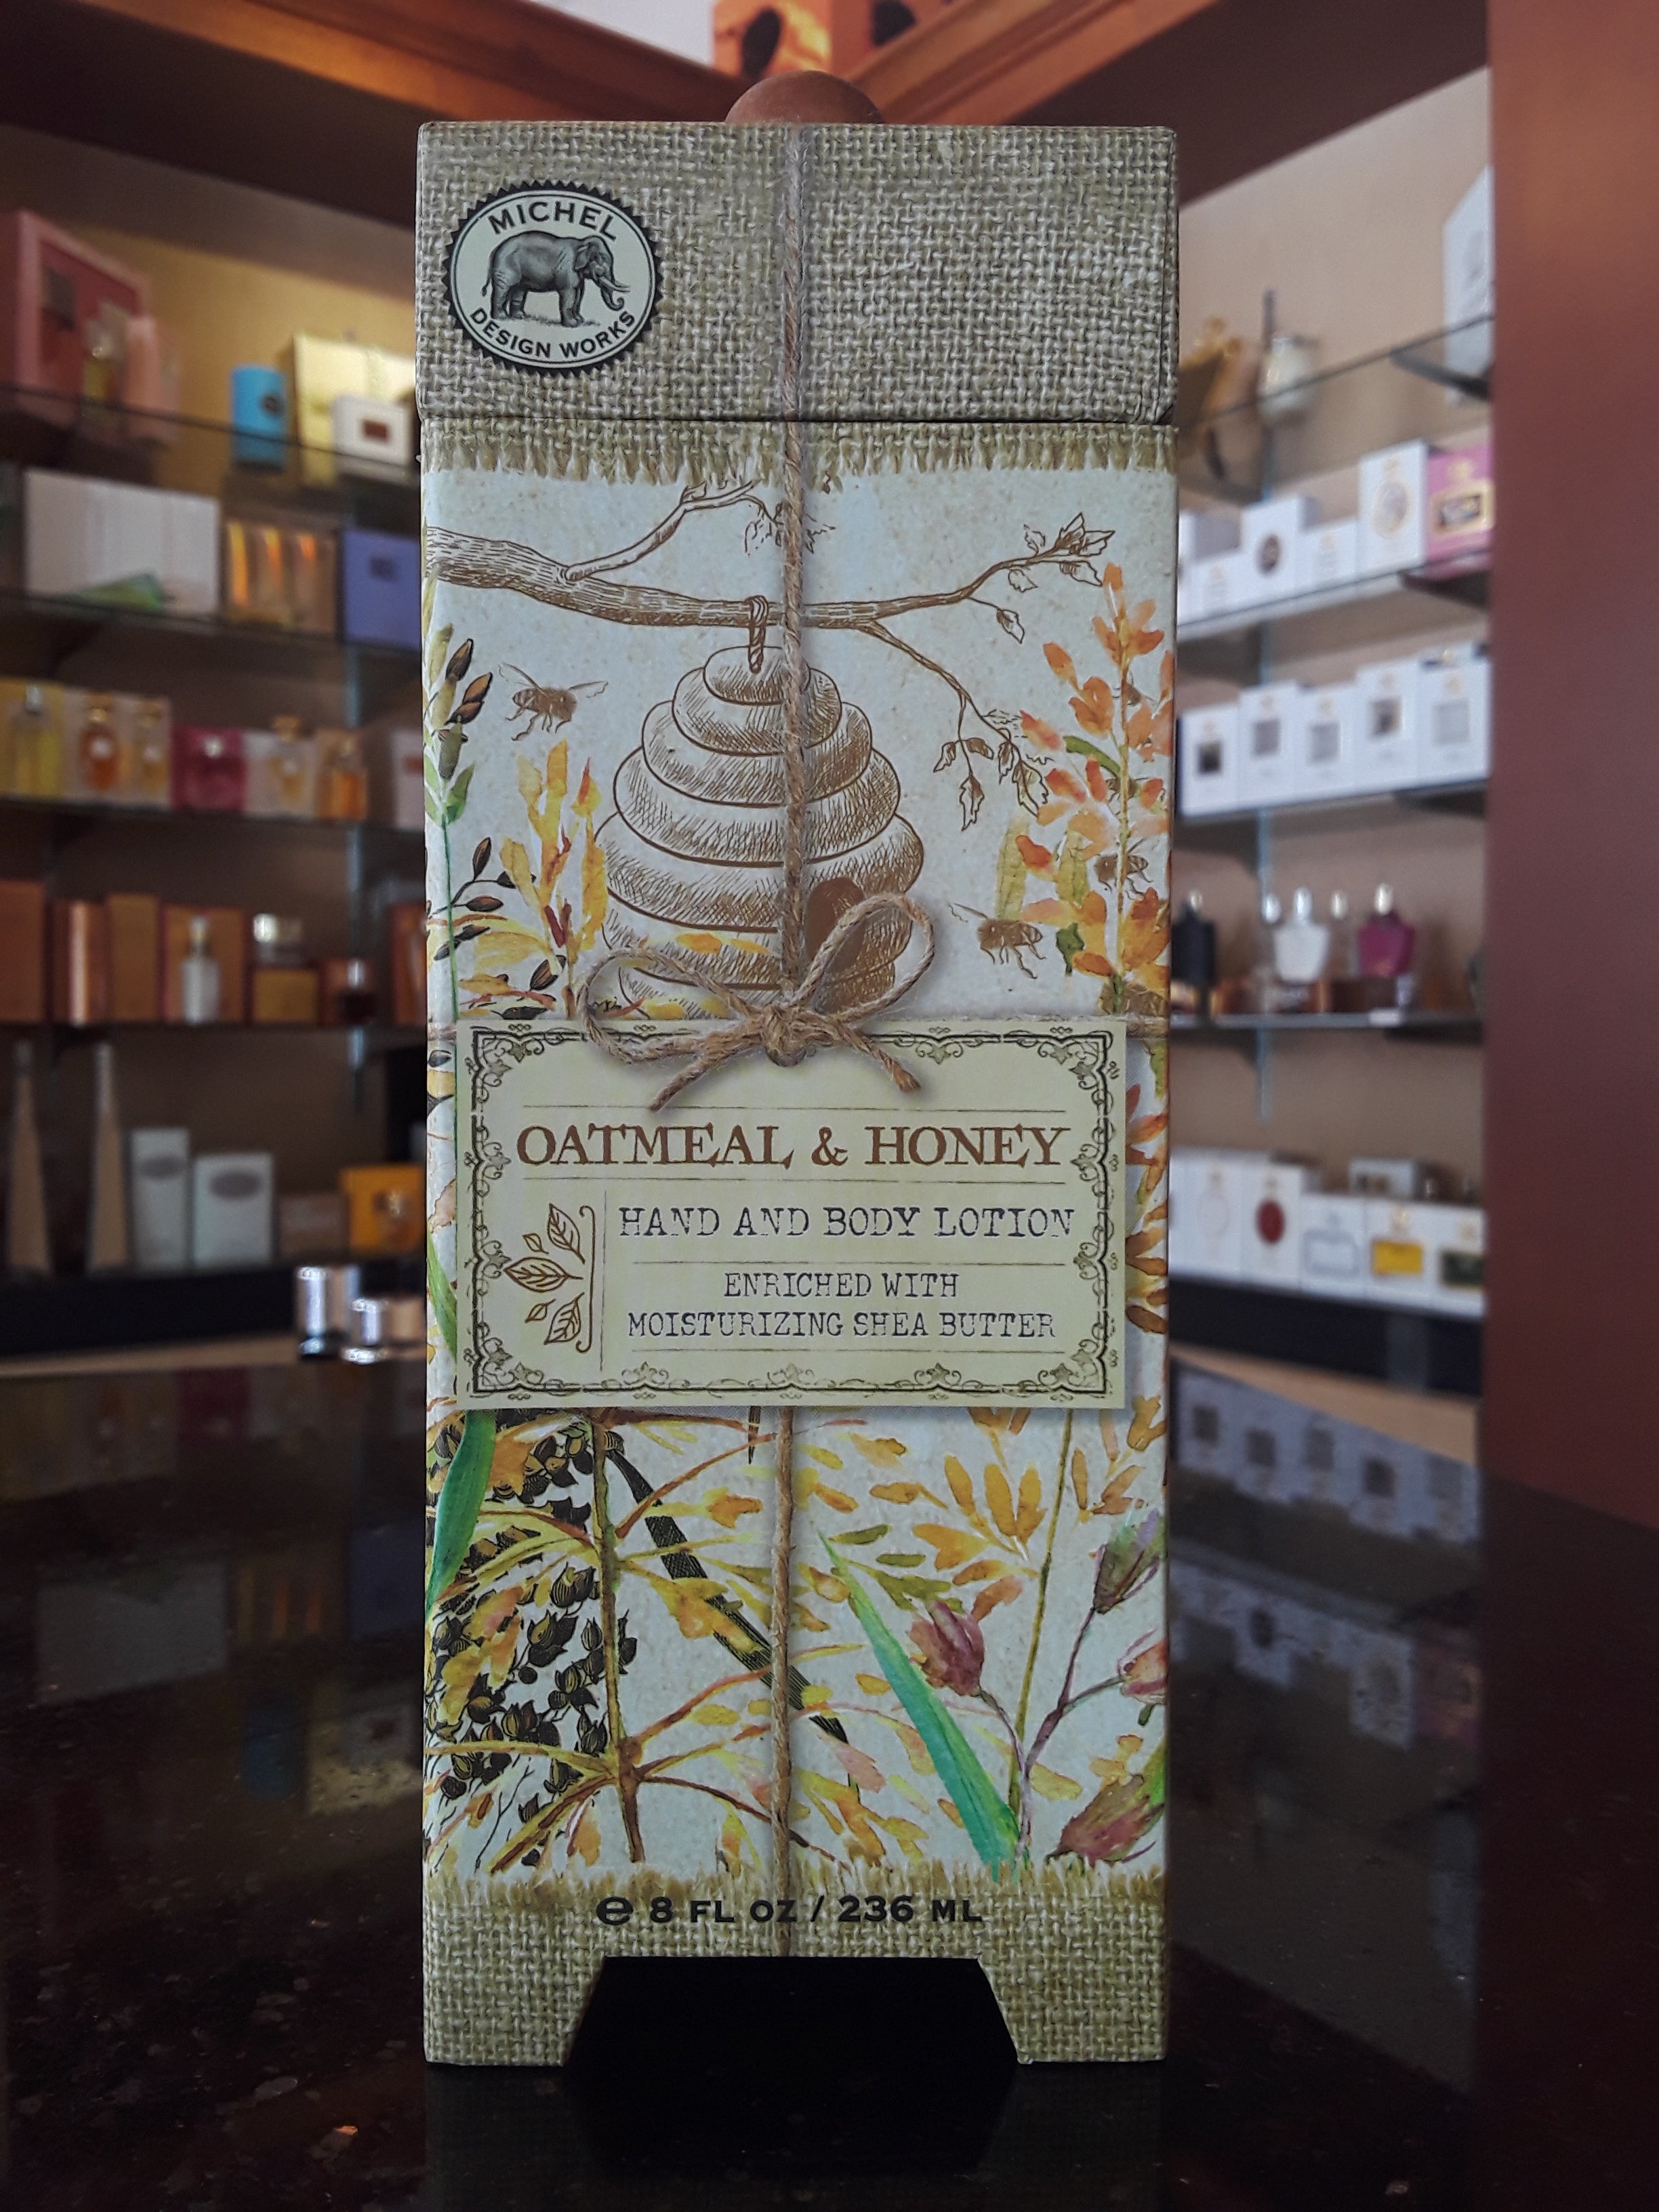 MICHEL
DESIGN WORKS
OATMEAL & HONEY
HAND AND BODY LOTION
ENRICHED WITH
MOISTURIZING SHEA BUTTER
℮ 8 FL OZ / 236 ML